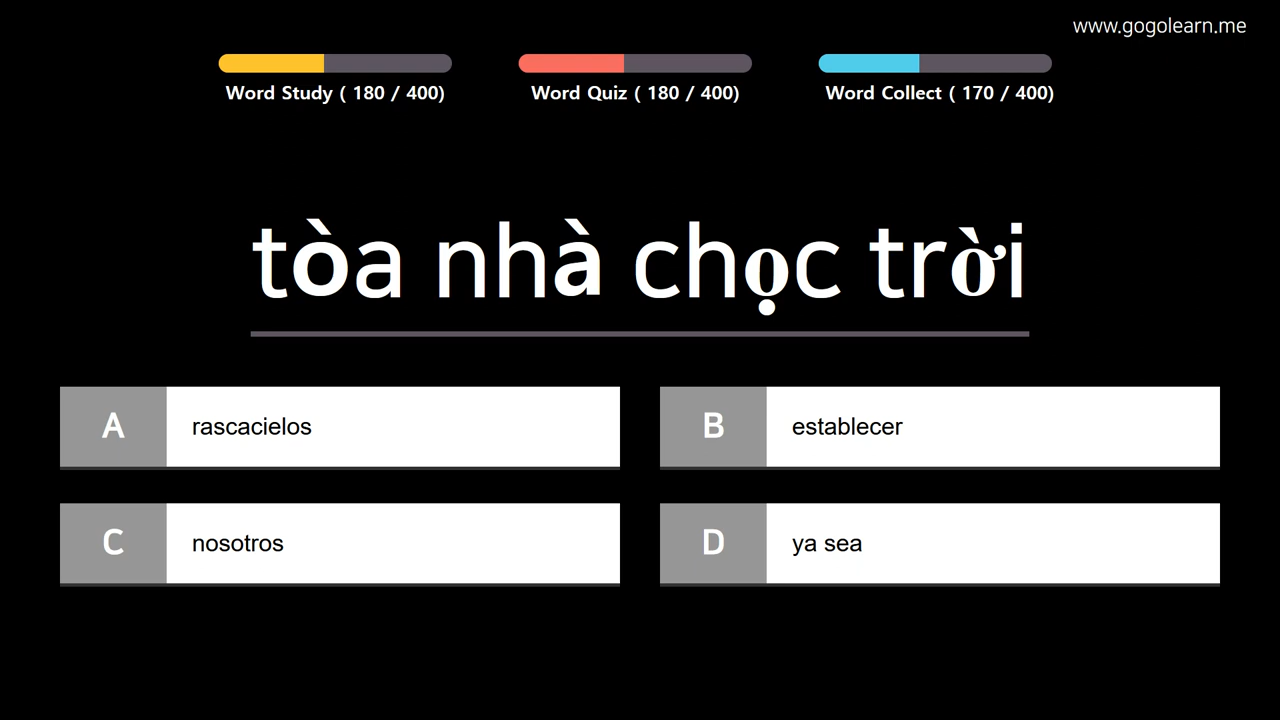 www.gogolearn.me
Word Study ( 180 / 400)
Word Quiz ( 180 / 400)
Word Collect ( 170 / 400)
tòa nhà chọc trời
A rascacielos
B establecer
C nosotros
D ya sea